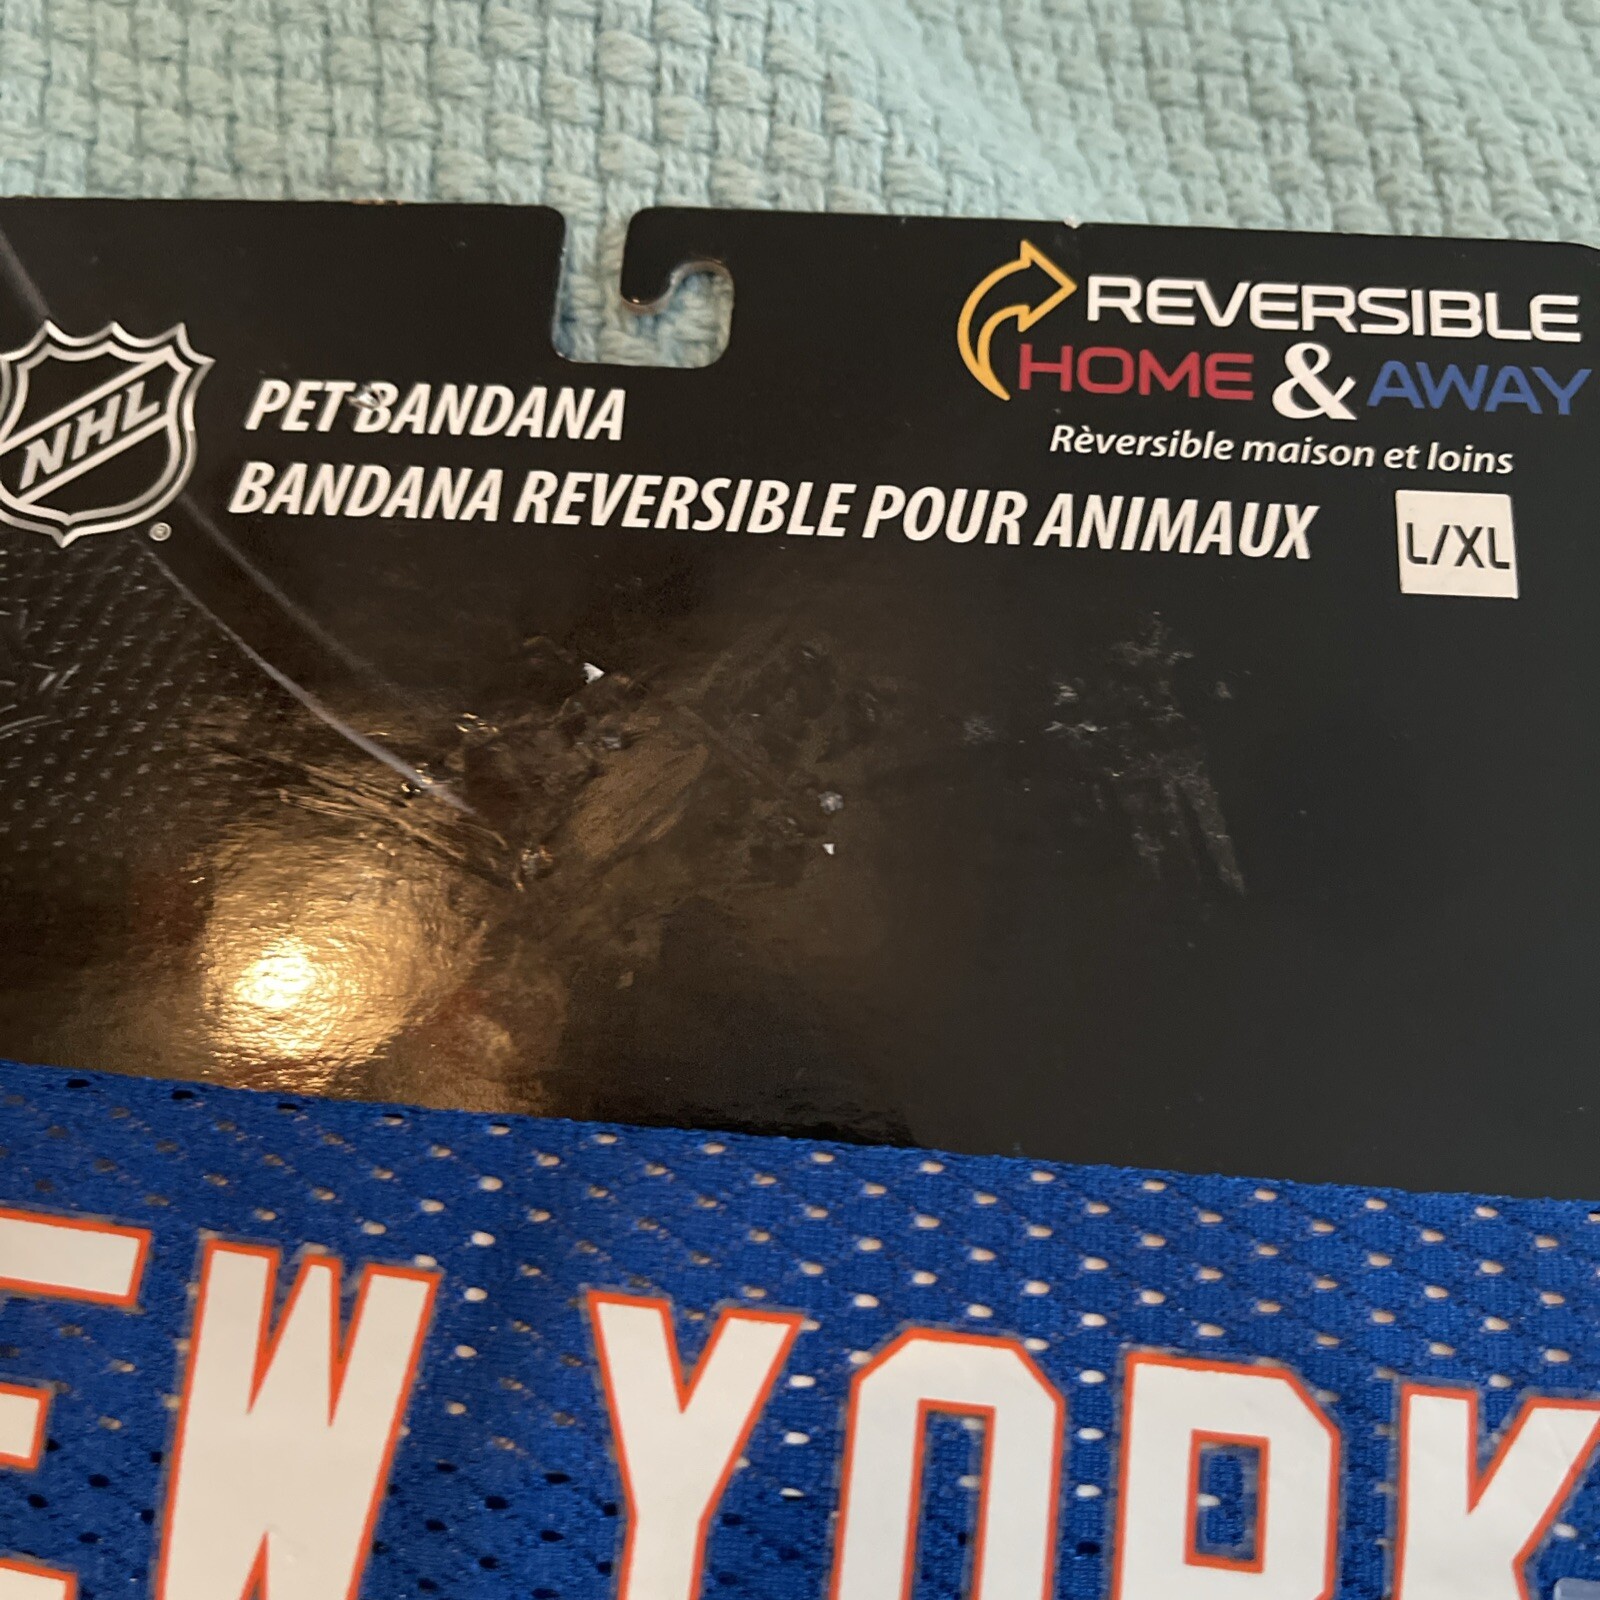 REVERSIBLE
HOME & AWAY
Rèversible maison et loins
NHL
®
PET BANDANA
BANDANA REVERSIBLE POUR ANIMAUX
L/XL
EW YORK